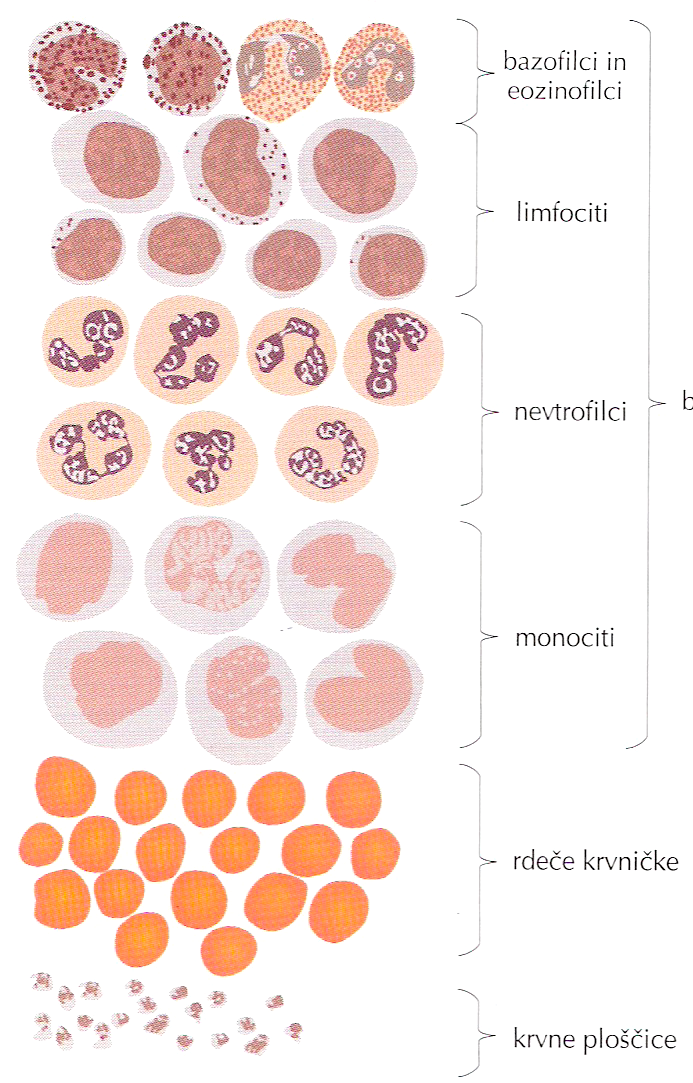 bazofilci in
eozinofilci
limfociti
nevtrofilci
b
monociti
rdeče krvničke
krvne ploščice